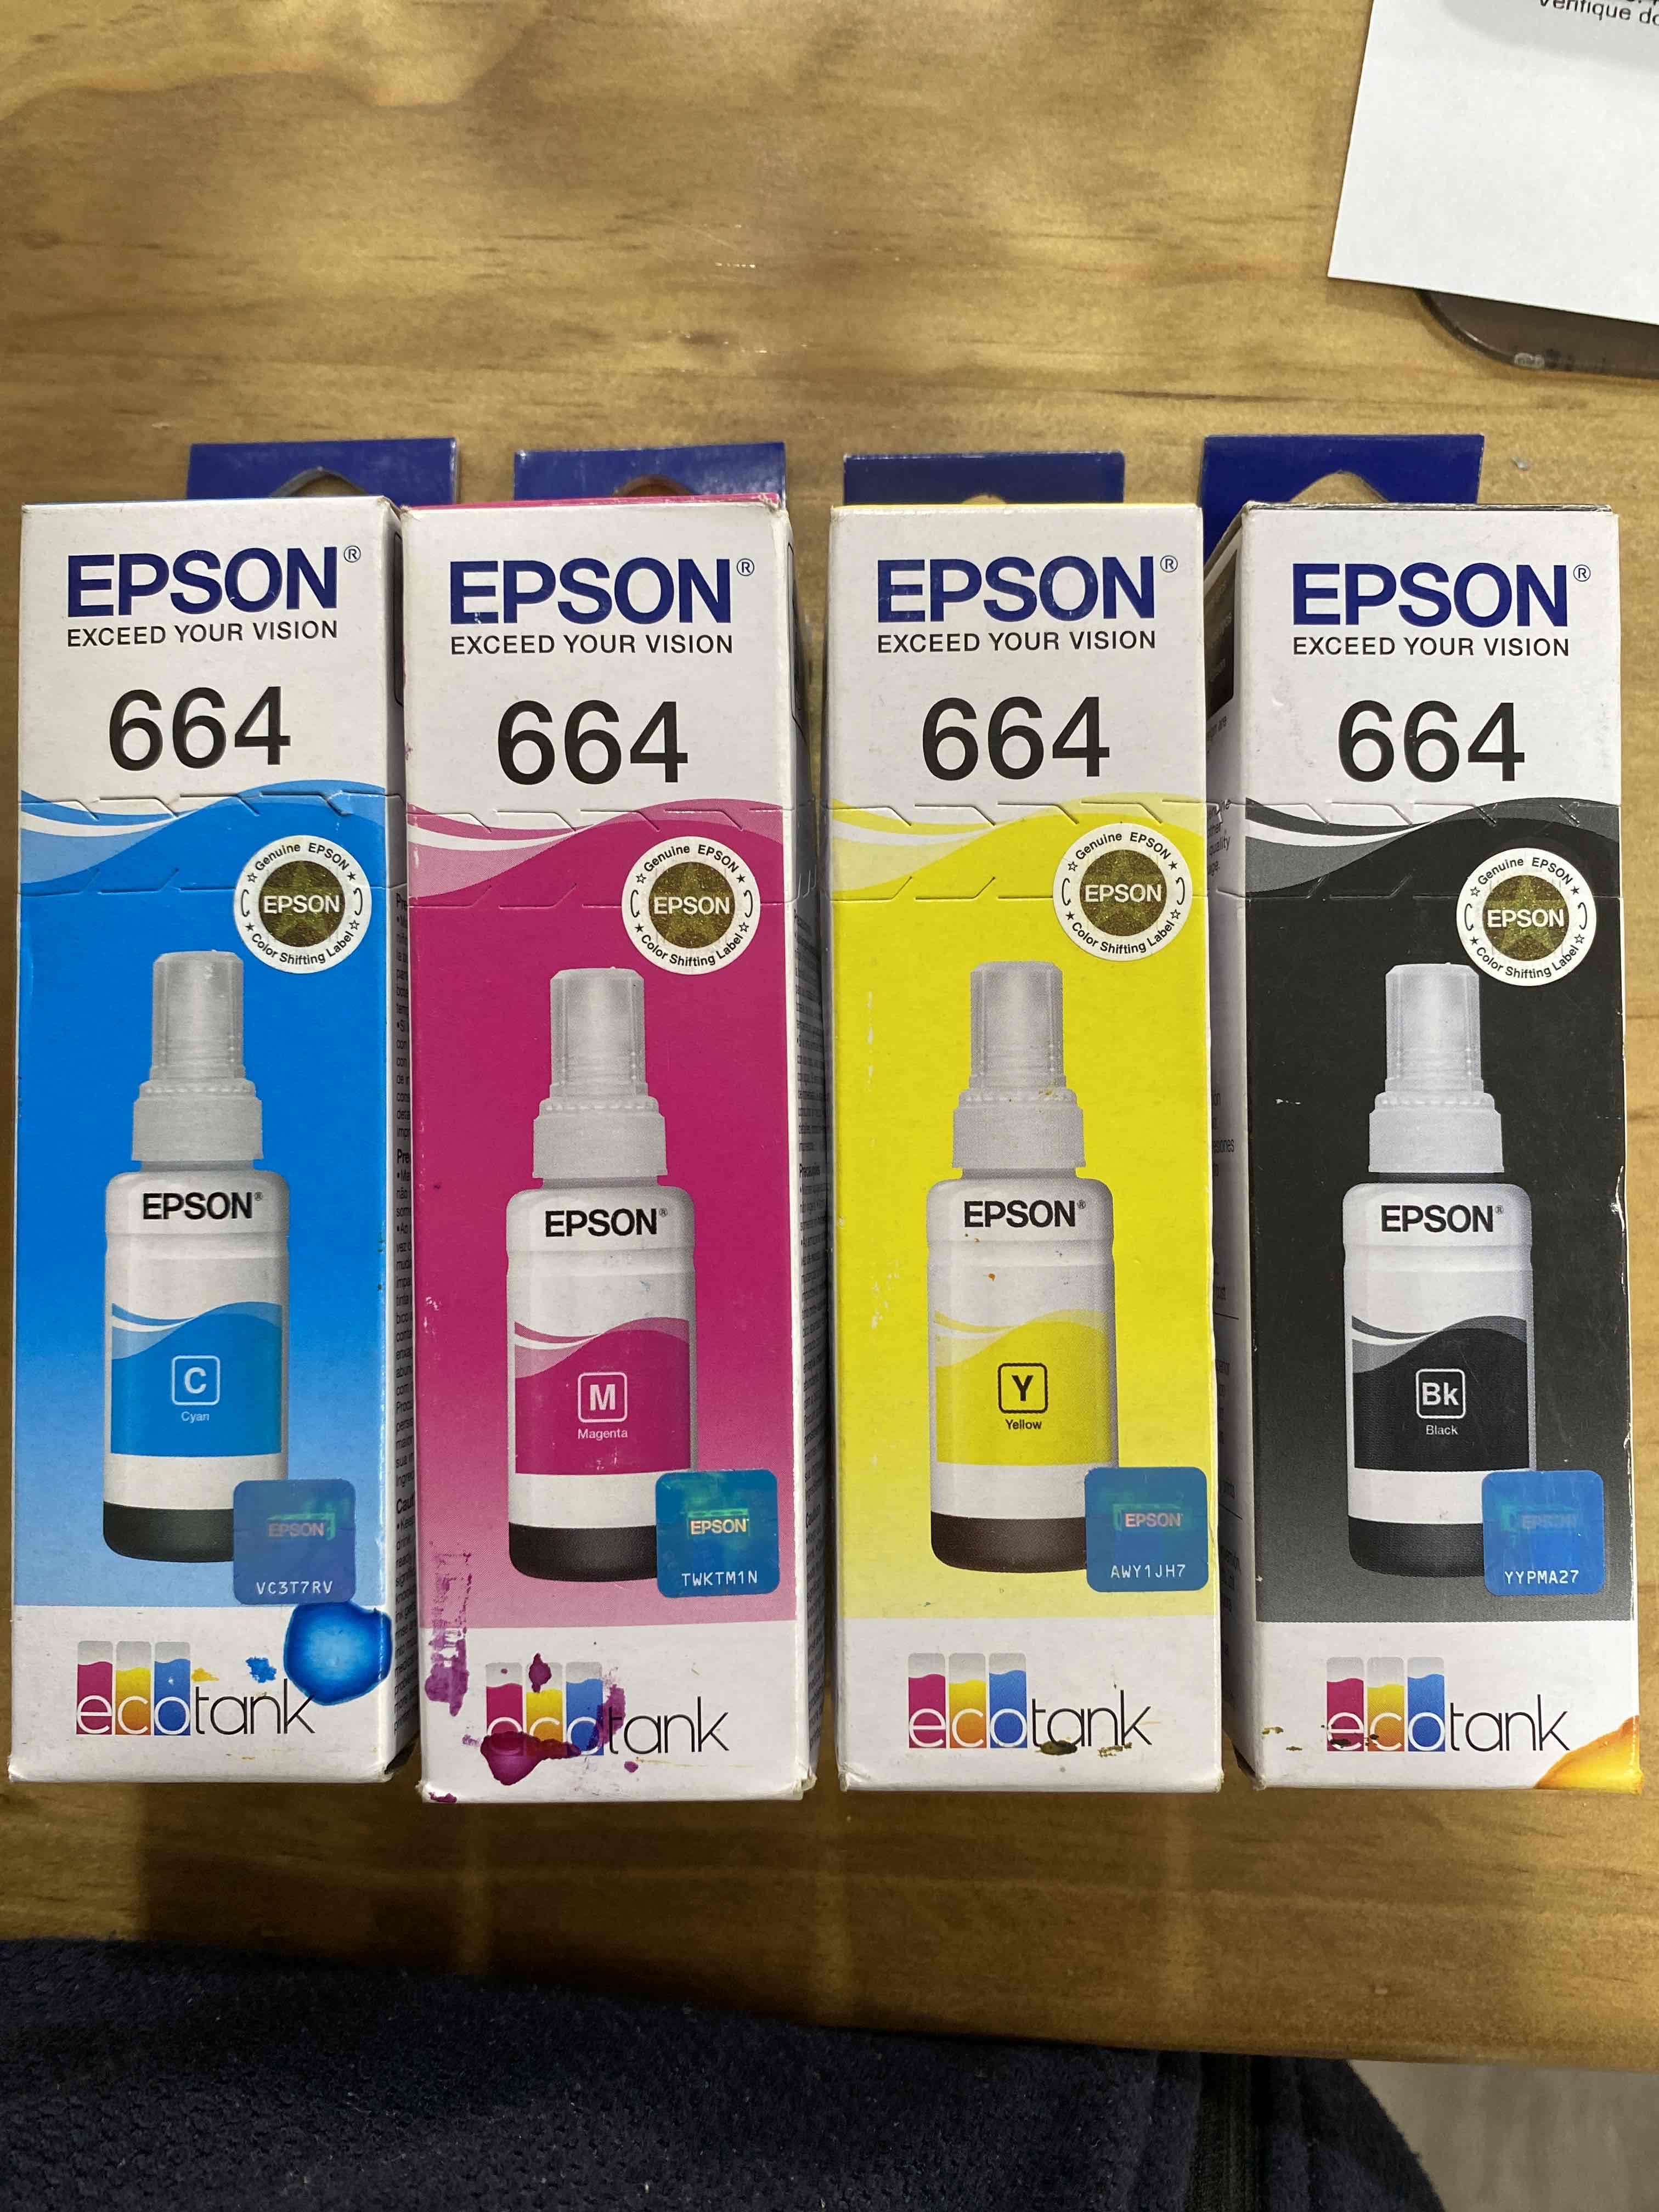 Verifique do
EPSON®
EXCEED YOUR VISION
664
Genuine EPSON
EPSON
Color Shifting Label
EPSON®
C
Cyan
EPSON
VC3T7RV
ecotank
EPSON®
EXCEED YOUR VISION
664
Genuine EPSON
EPSON
Color Shifting Label
EPSON®
M
Magenta
EPSON
TWKTM1N
ecotank
EPSON®
EXCEED YOUR VISION
664
Genuine EPSON
EPSON
Color Shifting Label
EPSON®
Y
Yellow
EPSON
AWY1JH7
ecotank
EPSON®
EXCEED YOUR VISION
664
Genuine EPSON
EPSON
Color Shifting Label
EPSON®
Bk
Black
EPSON
YYPMA27
ecotank